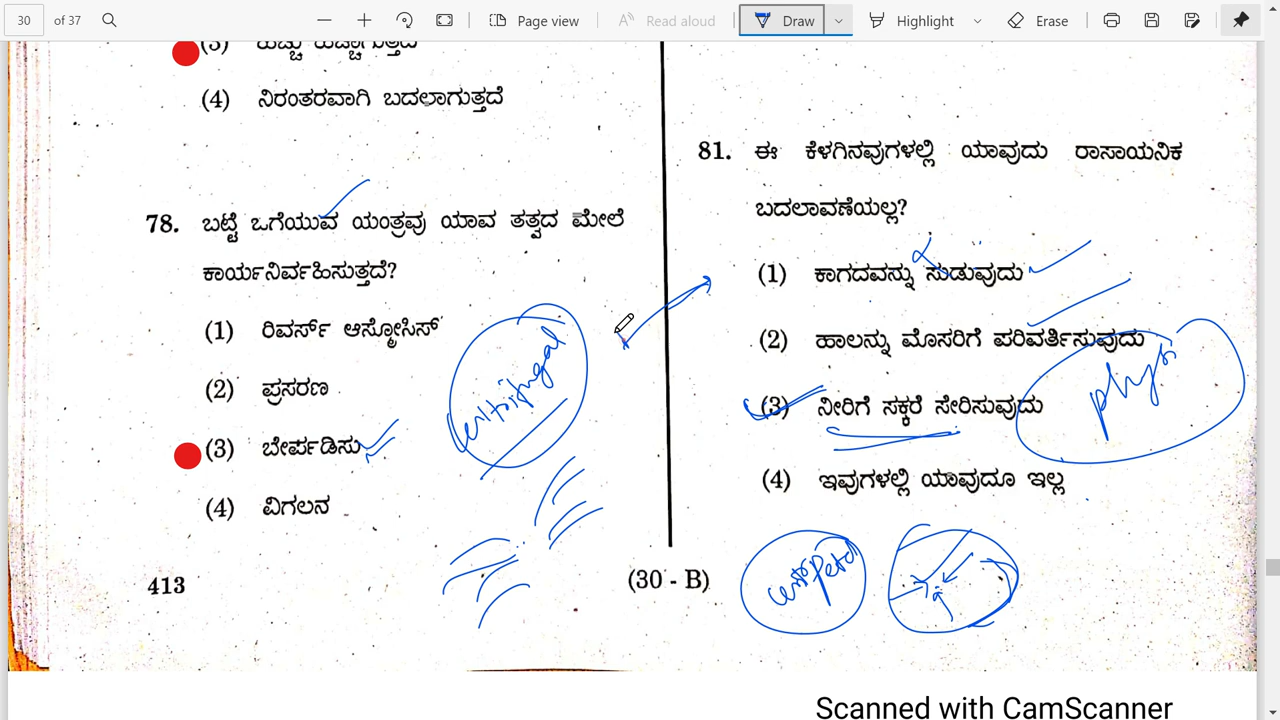 30 of 37 Page view Read aloud Draw Highlight Erase
(4) ನಿರಂತರವಾಗಿ ಬದಲಾಗುತ್ತದೆ
78. ಬಟ್ಟೆ ಒಗೆಯುವ ಯಂತ್ರವು ಯಾವ ತತ್ವದ ಮೇಲೆ
ಕಾರ್ಯನಿರ್ವಹಿಸುತ್ತದೆ?
(1) ರಿವರ್ಸ್ ಆಸ್ಮೋಸಿಸ್
(2) ಪ್ರಸರಣ
(3) ಬೇರ್ಪಡಿಸು
(4) ವಿಗಲನ
413
(30 - B)
81. ಈ ಕೆಳಗಿನವುಗಳಲ್ಲಿ ಯಾವುದು ರಾಸಾಯನಿಕ
ಬದಲಾವಣೆಯಲ್ಲ?
(1) ಕಾಗದವನ್ನು ಸುಡುವುದು
(2) ಹಾಲನ್ನು ಮೊಸರಿಗೆ ಪರಿವರ್ತಿಸುವುದು
(3) ನೀರಿಗೆ ಸಕ್ಕರೆ ಸೇರಿಸುವುದು
(4) ಇವುಗಳಲ್ಲಿ ಯಾವುದೂ ಇಲ್ಲ
Scanned with CamScanner